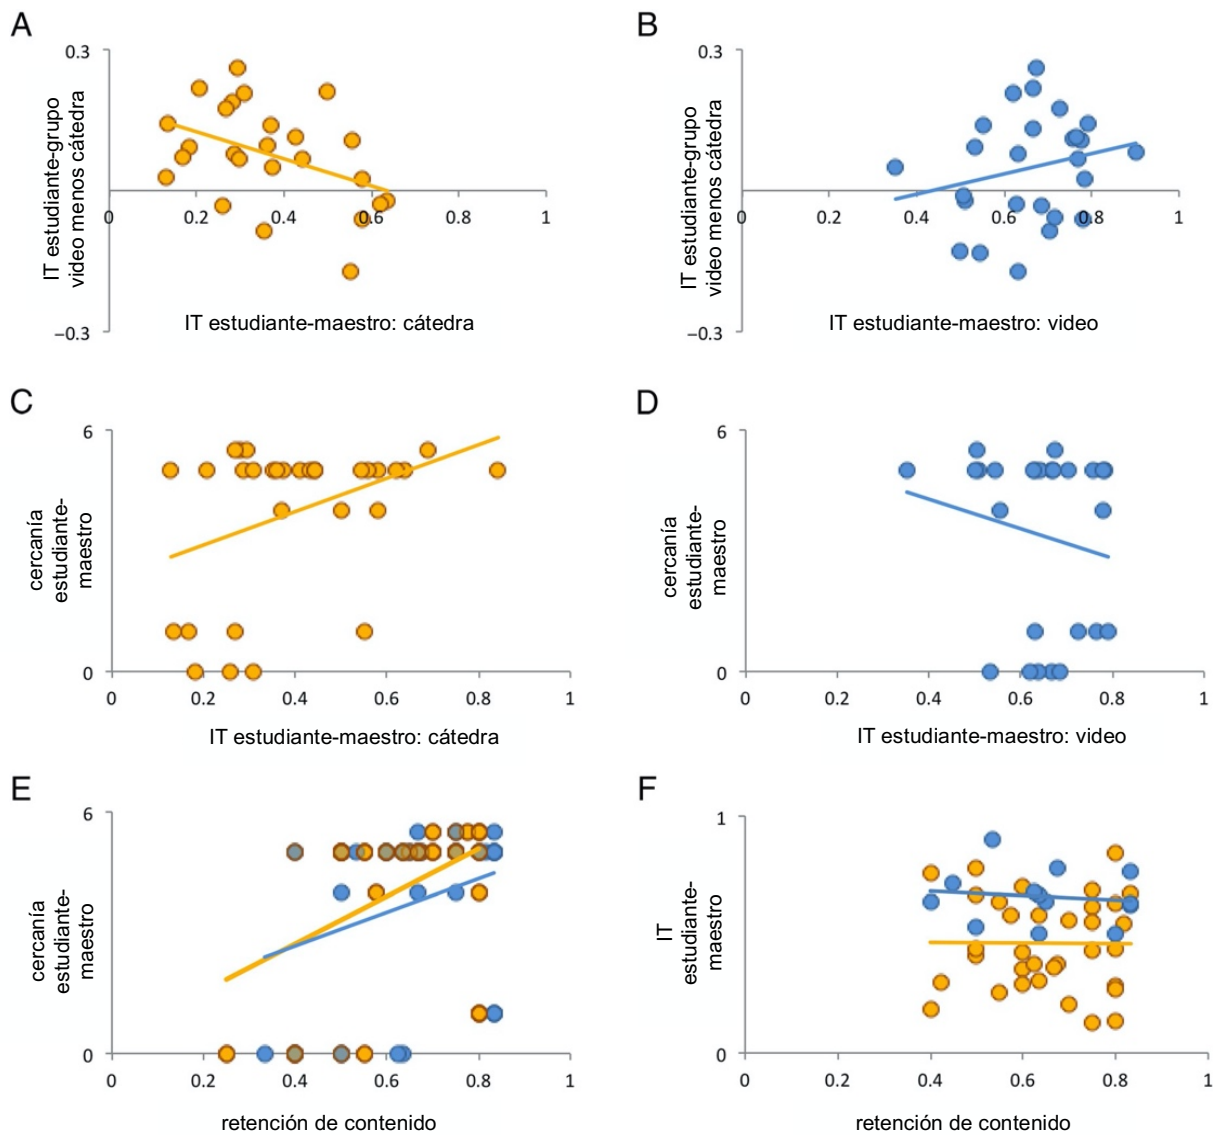 A
0.3
IT estudiante-grupo
video menos cátedra
0 0.2 0.4 0.6 0.8 1
IT estudiante-maestro: cátedra
−0.3
B
0.3
IT estudiante-grupo
video menos cátedra
0 0.2 0.4 0.6 0.8 1
IT estudiante-maestro: video
−0.3
C
6
cercanía
estudiante-
maestro
0
0 0.2 0.4 0.6 0.8 1
IT estudiante-maestro: cátedra
D
6
cercanía
estudiante-
maestro
0
0 0.2 0.4 0.6 0.8 1
IT estudiante-maestro: video
E
6
cercanía
estudiante-
maestro
0
0 0.2 0.4 0.6 0.8 1
retención de contenido
F
1
IT
estudiante-
maestro
0
0 0.2 0.4 0.6 0.8 1
retención de contenido